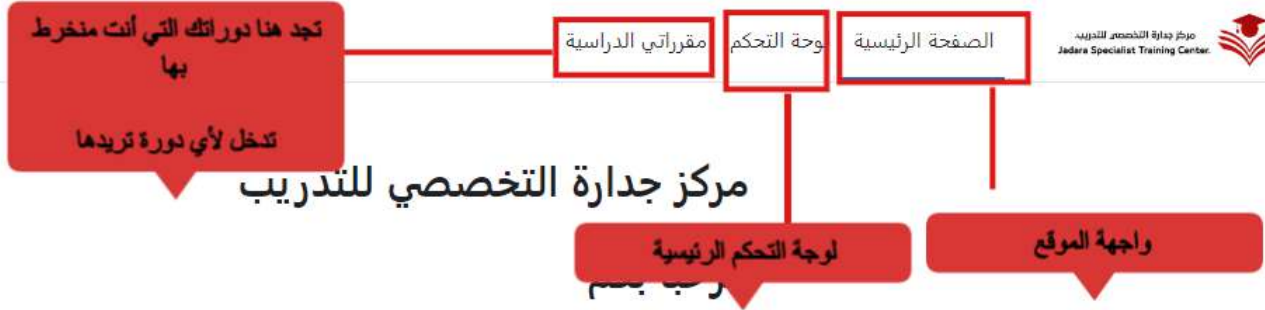 مركز جدارة التخصصي للتدريب
Jadara Specialist Training Center.
الصفحة الرئيسية
لوحة التحكم
مقرراتي الدراسية
تجد هنا دوراتك التي أنت منخرط
بها
تدخل لأي دورة تريدها
مركز جدارة التخصصي للتدريب
واجهة الموقع
لوجة التحكم الرئيسية